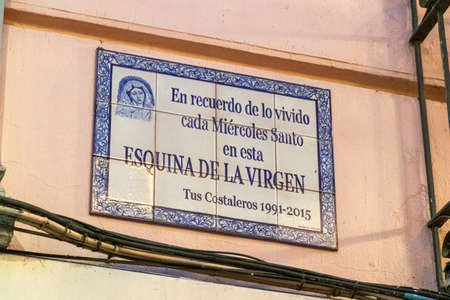 En recuerdo de lo vivido
cada Miércoles Santo
en esta
ESQUINA DE LA VIRGEN
Tus Costaleros 1991-2015